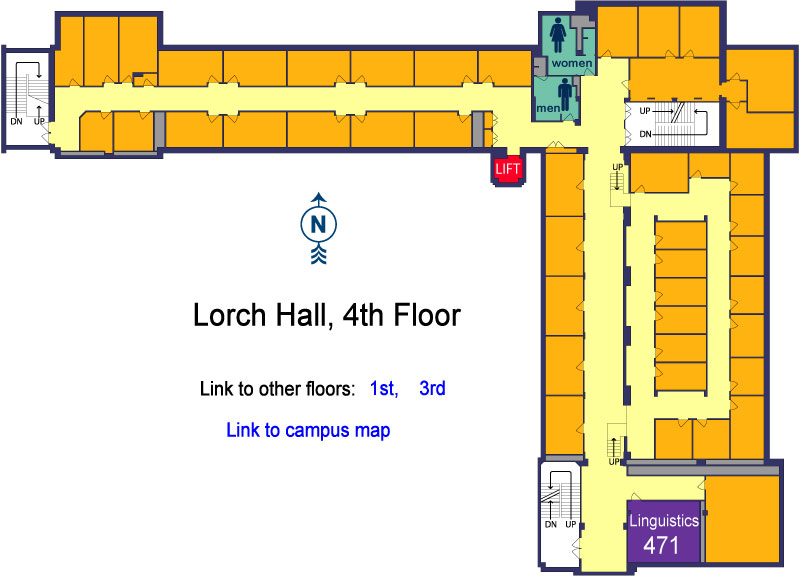 women
men
DN UP
UP
DN
LIFT
UP
N
Lorch Hall, 4th Floor
Link to other floors: 1st, 3rd
Link to campus map
UP
DN UP
Linguistics
471